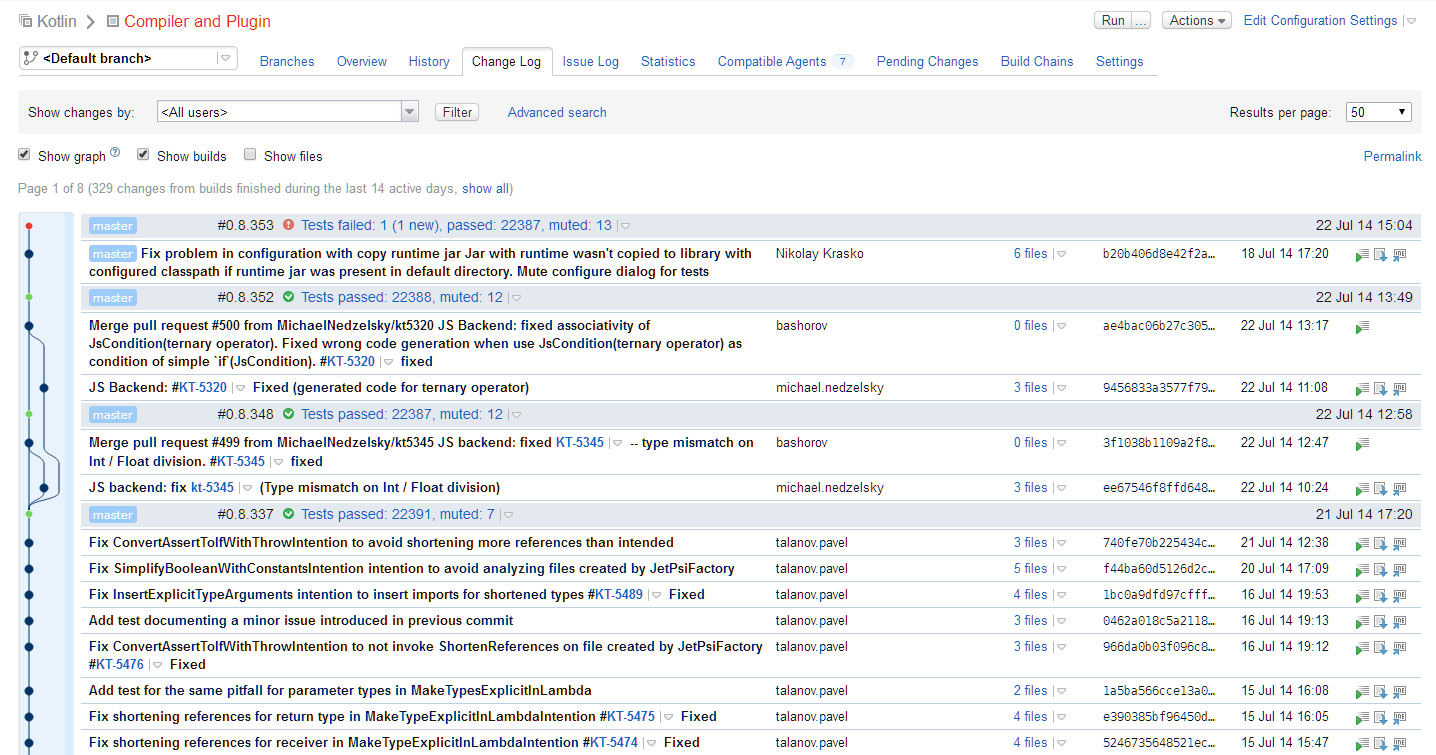 Kotlin > Compiler and Plugin Run ... Actions Edit Configuration Settings
<Default branch> Branches Overview History Change Log Issue Log Statistics Compatible Agents 7 Pending Changes Build Chains Settings
Show changes by: <All users> Filter Advanced search Results per page: 50
Show graph ? Show builds Show files Permalink
Page 1 of 8 (329 changes from builds finished during the last 14 active days, show all)
master #0.8.353 Tests failed: 1 (1 new), passed: 22387, muted: 13 22 Jul 14 15:04
master Fix problem in configuration with copy runtime jar Jar with runtime wasn't copied to library with Nikolay Krasko 6 files b20b406d8e42f2a… 18 Jul 14 17:20
configured classpath if runtime jar was present in default directory. Mute configure dialog for tests
master #0.8.352 Tests passed: 22388, muted: 12 22 Jul 14 13:49
Merge pull request #500 from MichaelNedzelsky/kt5320 JS Backend: fixed associativity of bashorov 0 files ae4bac06b27c305… 22 Jul 14 13:17
JsCondition(ternary operator). Fixed wrong code generation when use JsCondition(ternary operator) as
condition of simple `if`(JsCondition). #KT-5320 fixed
JS Backend: #KT-5320 Fixed (generated code for ternary operator) michael.nedzelsky 3 files 9456833a3577f79… 22 Jul 14 11:08
master #0.8.348 Tests passed: 22387, muted: 12 22 Jul 14 12:58
Merge pull request #499 from MichaelNedzelsky/kt5345 JS backend: fixed KT-5345 -- type mismatch on bashorov 0 files 3f1038b1109a2f8… 22 Jul 14 12:47
Int / Float division. #KT-5345 fixed
JS backend: fix kt-5345 (Type mismatch on Int / Float division) michael.nedzelsky 3 files ee67546f8ffd648… 22 Jul 14 10:24
master #0.8.337 Tests passed: 22391, muted: 7 21 Jul 14 17:20
Fix ConvertAssertToIfWithThrowIntention to avoid shortening more references than intended talanov.pavel 3 files 740fe70b225434c… 21 Jul 14 12:38
Fix SimplifyBooleanWithConstantsIntention intention to avoid analyzing files created by JetPsiFactory talanov.pavel 5 files f44ba60d5126d2c… 20 Jul 14 17:09
Fix InsertExplicitTypeArguments intention to insert imports for shortened types #KT-5489 Fixed talanov.pavel 4 files 1bc0a9dfd97cfff… 16 Jul 14 19:53
Add test documenting a minor issue introduced in previous commit talanov.pavel 3 files 0462a018c5a2118… 16 Jul 14 19:13
Fix ConvertAssertToIfWithThrowIntention to not invoke ShortenReferences on file created by JetPsiFactory talanov.pavel 3 files 966da0b03f096c8… 16 Jul 14 19:12
#KT-5476 Fixed
Add test for the same pitfall for parameter types in MakeTypesExplicitInLambda talanov.pavel 2 files 1a5ba566cce13a0… 15 Jul 14 16:08
Fix shortening references for return type in MakeTypeExplicitInLambdaIntention #KT-5475 Fixed talanov.pavel 4 files e390385bf96450d… 15 Jul 14 16:05
Fix shortening references for receiver in MakeTypeExplicitInLambdaIntention #KT-5474 Fixed talanov.pavel 4 files 5246735648521ec… 15 Jul 14 15:47